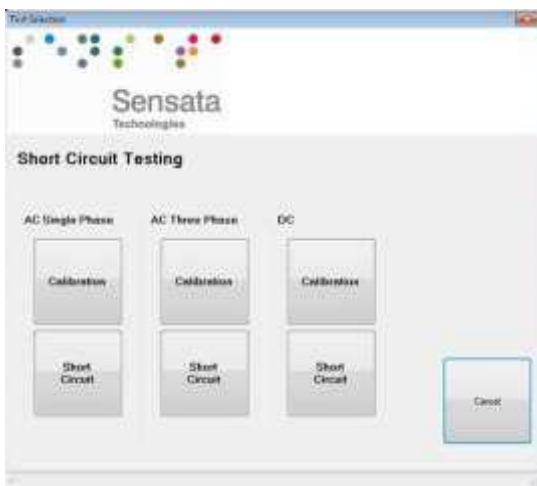 Test Selection
Sensata
Technologies
Short Circuit Testing
AC Single Phase
AC Three Phase
DC
Calibration
Calibration
Calibration
Short
Circuit
Short
Circuit
Short
Circuit
Cancel